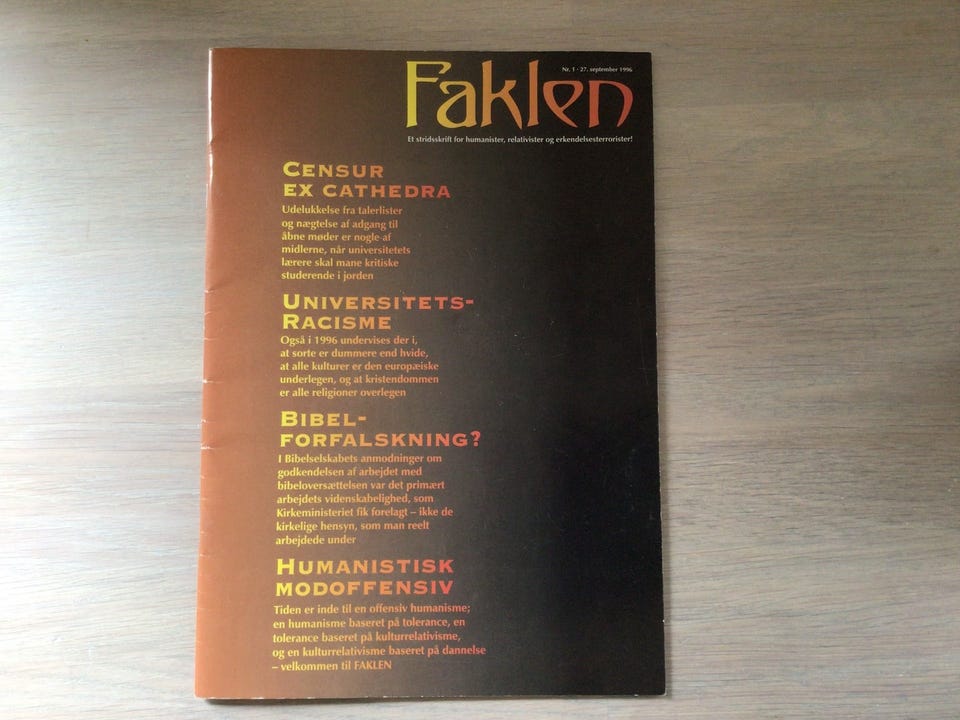 Faklen
Nr. 1 · 27. september 1996
Et stridsskrift for humanister, relativister og erkendelsesterrorister!
CENSUR
EX CATHEDRA
Udelukkelse fra talerlister
og nægtelse af adgang til
åbne møder er nogle af
midlerne, når universitetets
lærere skal mane kritiske
studerende i jorden
UNIVERSITETS-
RACISME
Også i 1996 undervises der i,
at sorte er dummere end hvide,
at alle kulturer er den europæiske
underlegen, og at kristendommen
er alle religioner overlegen
BIBEL-
FORFALSKNING?
I Bibelselskabets anmodninger om
godkendelsen af arbejdet med
bibeloversættelsen var det primært
arbejdets videnskabelighed, som
Kirkeministeriet fik forelagt – ikke de
kirkelige hensyn, som man reelt
arbejdede under
HUMANISTISK
MODOFFENSIV
Tiden er inde til en offensiv humanisme;
en humanisme baseret på tolerance, en
tolerance baseret på kulturrelativisme,
og en kulturrelativisme baseret på dannelse
– velkommen til FAKLEN